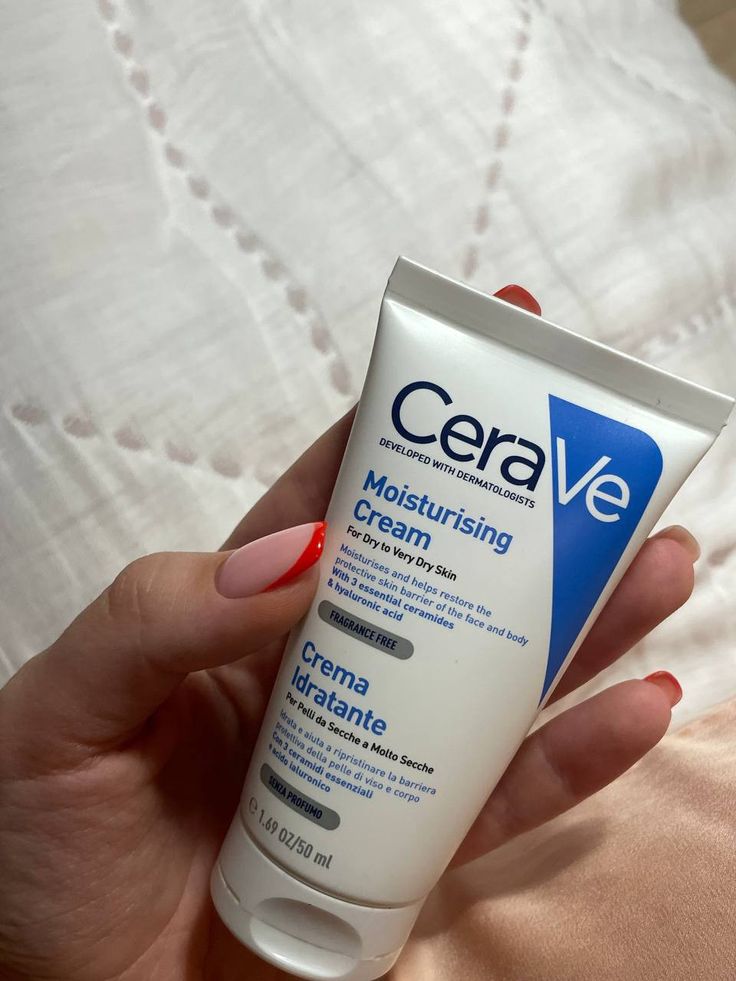 CeraVe
DEVELOPED WITH DERMATOLOGISTS
Moisturising
Cream
For Dry to Very Dry Skin
Moisturises and helps restore the
protective skin barrier of the face and body
With 3 essential ceramides
& hyaluronic acid
FRAGRANCE FREE
Crema
Idratante
Per Pelli da Secche a Molto Secche
Idrata e aiuta a ripristinare la barriera
protettiva della pelle di viso e corpo
Con 3 ceramidi essenziali
e acido ialuronico
SENZA PROFUMO
℮ 1.69 OZ/50 ml